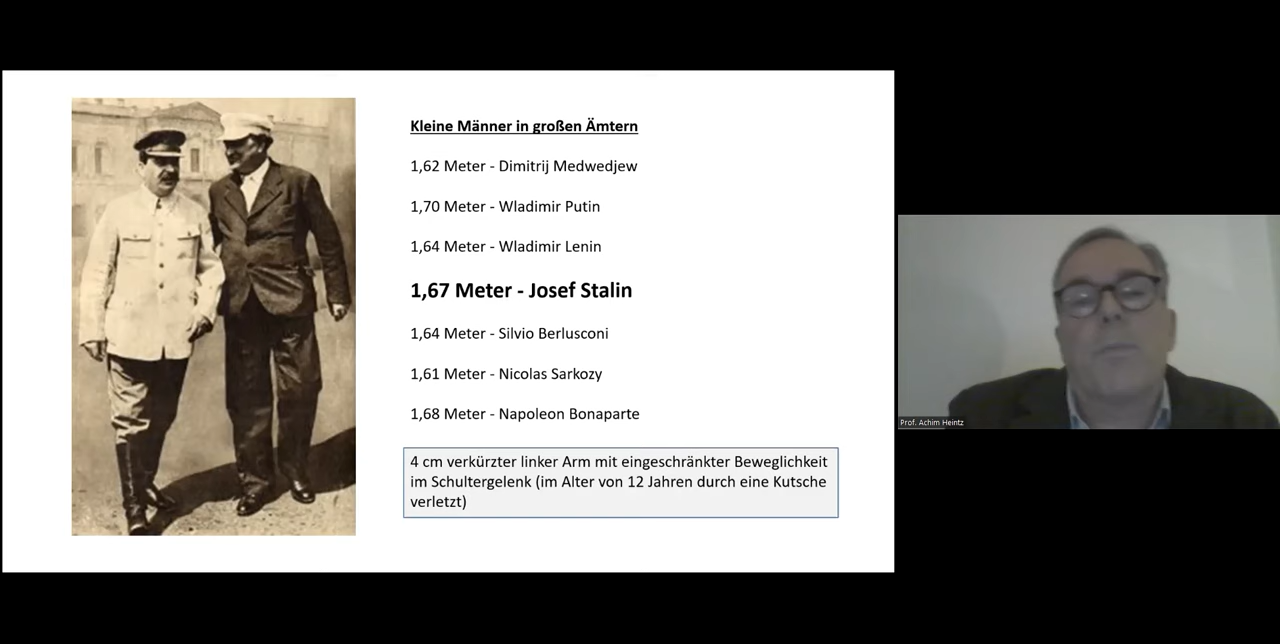 Kleine Männer in großen Ämtern
1,62 Meter - Dimitrij Medwedjew
1,70 Meter - Wladimir Putin
1,64 Meter - Wladimir Lenin
1,67 Meter - Josef Stalin
1,64 Meter - Silvio Berlusconi
1,61 Meter - Nicolas Sarkozy
1,68 Meter - Napoleon Bonaparte
4 cm verkürzter linker Arm mit eingeschränkter Beweglichkeit
im Schultergelenk (im Alter von 12 Jahren durch eine Kutsche
verletzt)
Prof. Achim Heintz